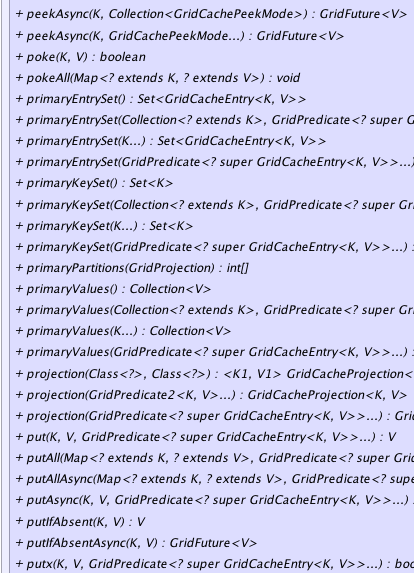 + peekAsync(K, Collection<GridCachePeekMode>) : GridFuture<V>
+ peekAsync(K, GridCachePeekMode...) : GridFuture<V>
+ poke(K, V) : boolean
+ pokeAll(Map<? extends K, ? extends V>) : void
+ primaryEntrySet() : Set<GridCacheEntry<K, V>>
+ primaryEntrySet(Collection<? extends K>, GridPredicate<? super G
+ primaryEntrySet(K...) : Set<GridCacheEntry<K, V>>
+ primaryEntrySet(GridPredicate<? super GridCacheEntry<K, V>>...)
+ primaryKeySet() : Set<K>
+ primaryKeySet(Collection<? extends K>, GridPredicate<? super Gri
+ primaryKeySet(K...) : Set<K>
+ primaryKeySet(GridPredicate<? super GridCacheEntry<K, V>>...) :
+ primaryPartitions(GridProjection) : int[]
+ primaryValues() : Collection<V>
+ primaryValues(Collection<? extends K>, GridPredicate<? super Gri
+ primaryValues(K...) : Collection<V>
+ primaryValues(GridPredicate<? super GridCacheEntry<K, V>>...) :
+ projection(Class<?>, Class<?>) : <K1, V1> GridCacheProjection<
+ projection(GridPredicate2<K, V>...) : GridCacheProjection<K, V>
+ projection(GridPredicate<? super GridCacheEntry<K, V>>...) : Gri
+ put(K, V, GridPredicate<? super GridCacheEntry<K, V>>...) : V
+ putAll(Map<? extends K, ? extends V>, GridPredicate<? super Grid
+ putAllAsync(Map<? extends K, ? extends V>, GridPredicate<? supe
+ putAsync(K, V, GridPredicate<? super GridCacheEntry<K, V>>...) :
+ putIfAbsent(K, V) : V
+ putIfAbsentAsync(K, V) : GridFuture<V>
+ putx(K, V, GridPredicate<? super GridCacheEntry<K, V>>...) : boo